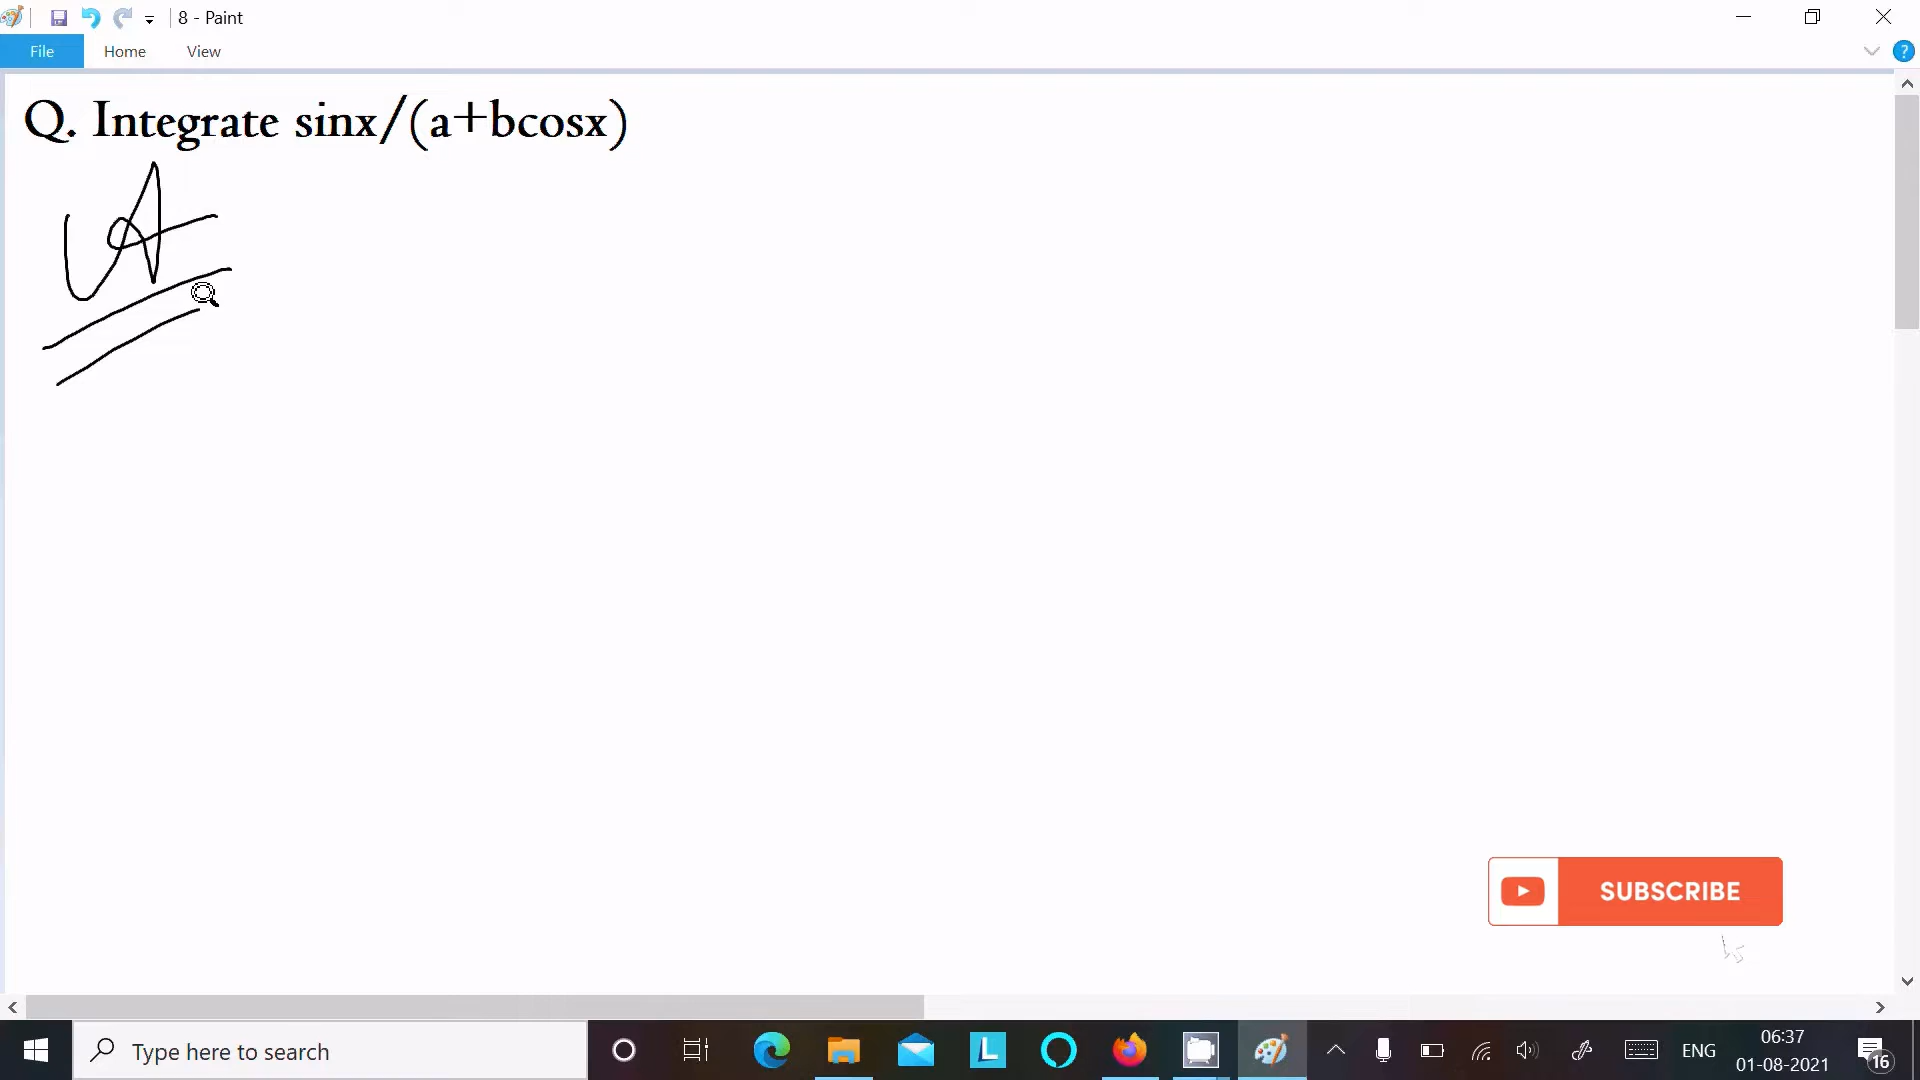 8 - Paint
File Home View
Q. Integrate sinx/(a+bcosx)
A
SUBSCRIBE
Type here to search
L
ENG
06:37
01-08-2021
16